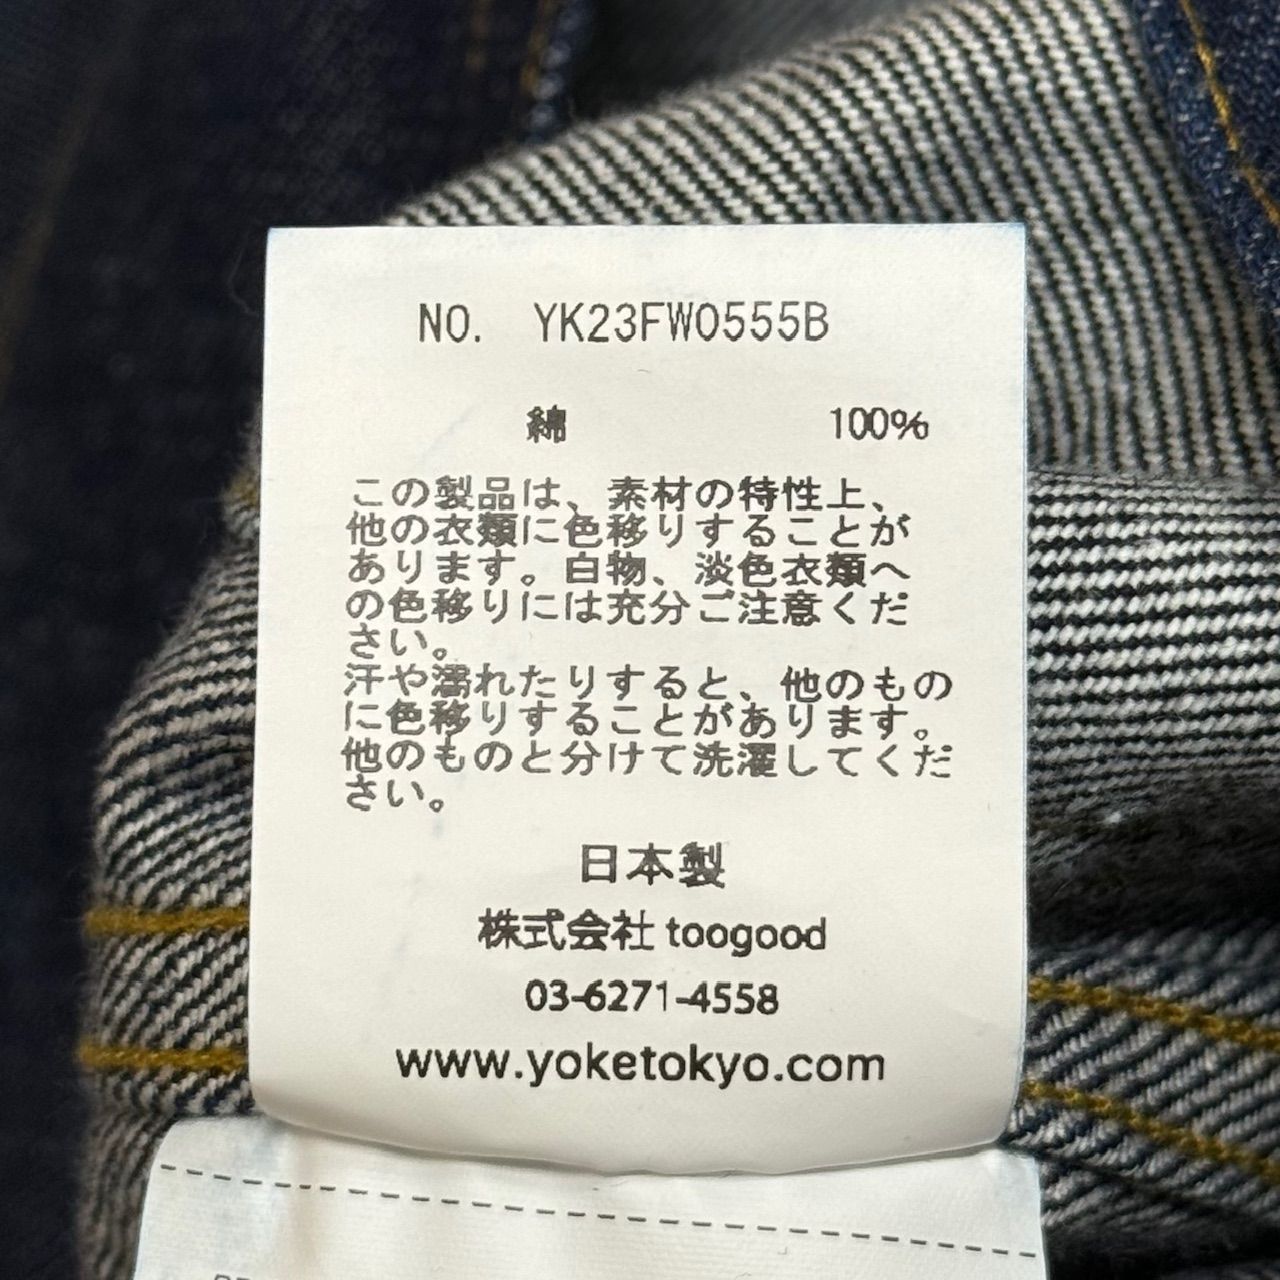 NO. YK23FW0555B
綿 100%
この製品は、素材の特性上、
他の衣類に色移りすることが
あります。白物、淡色衣類へ
の色移りには充分ご注意くだ
さい。
汗や濡れたりすると、他のもの
に色移りすることがあります。
他のものと分けて洗濯してくだ
さい。
日本製
株式会社 toogood
03-6271-4558
www.yoketokyo.com